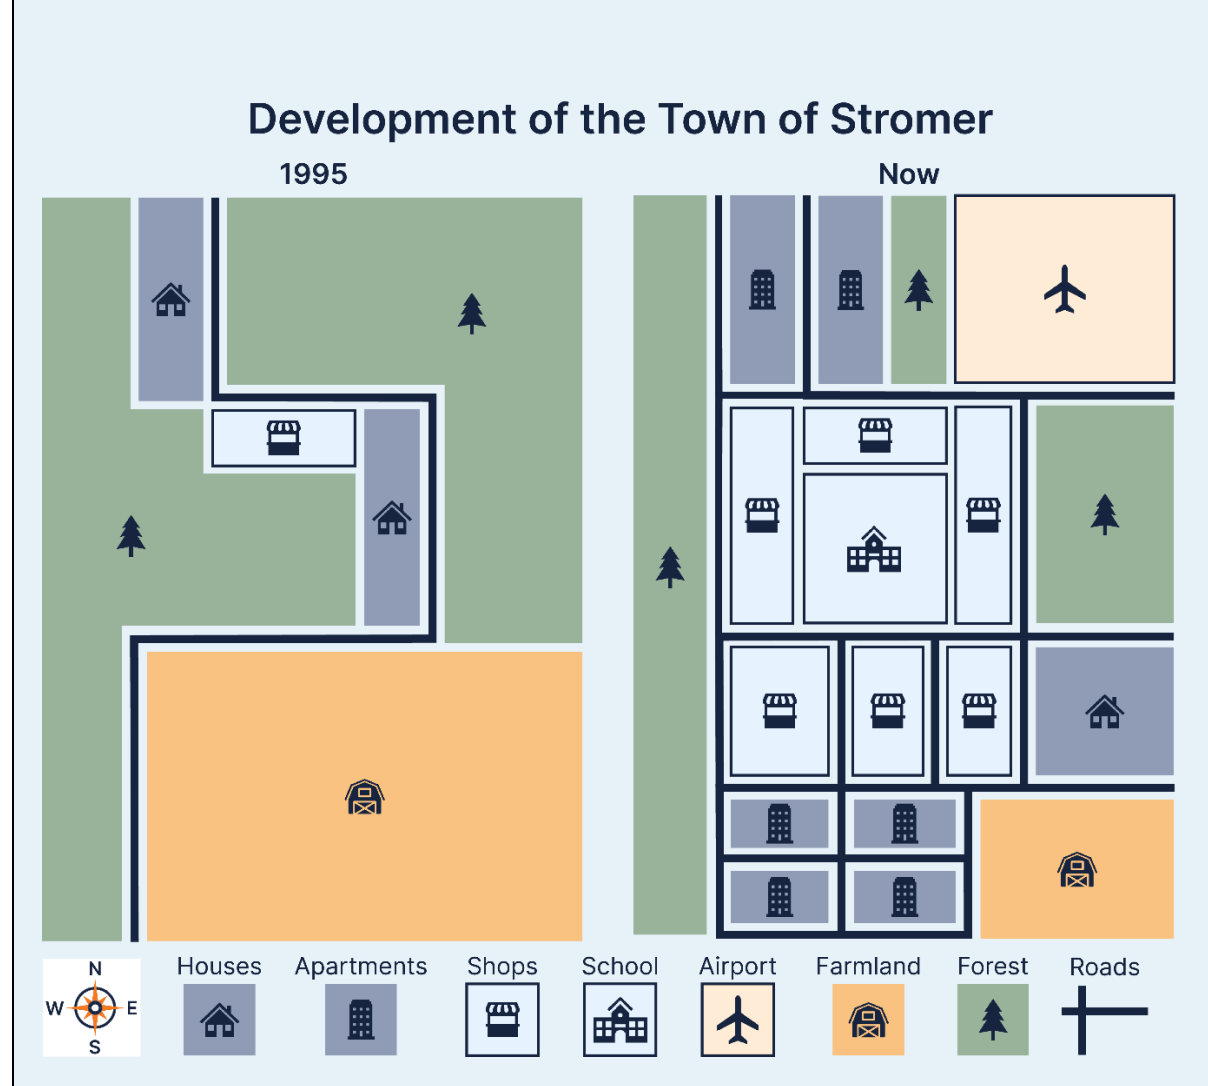 Development of the Town of Stromer
1995
Now
N
W E
S
Houses
Apartments
Shops
School
Airport
Farmland
Forest
Roads